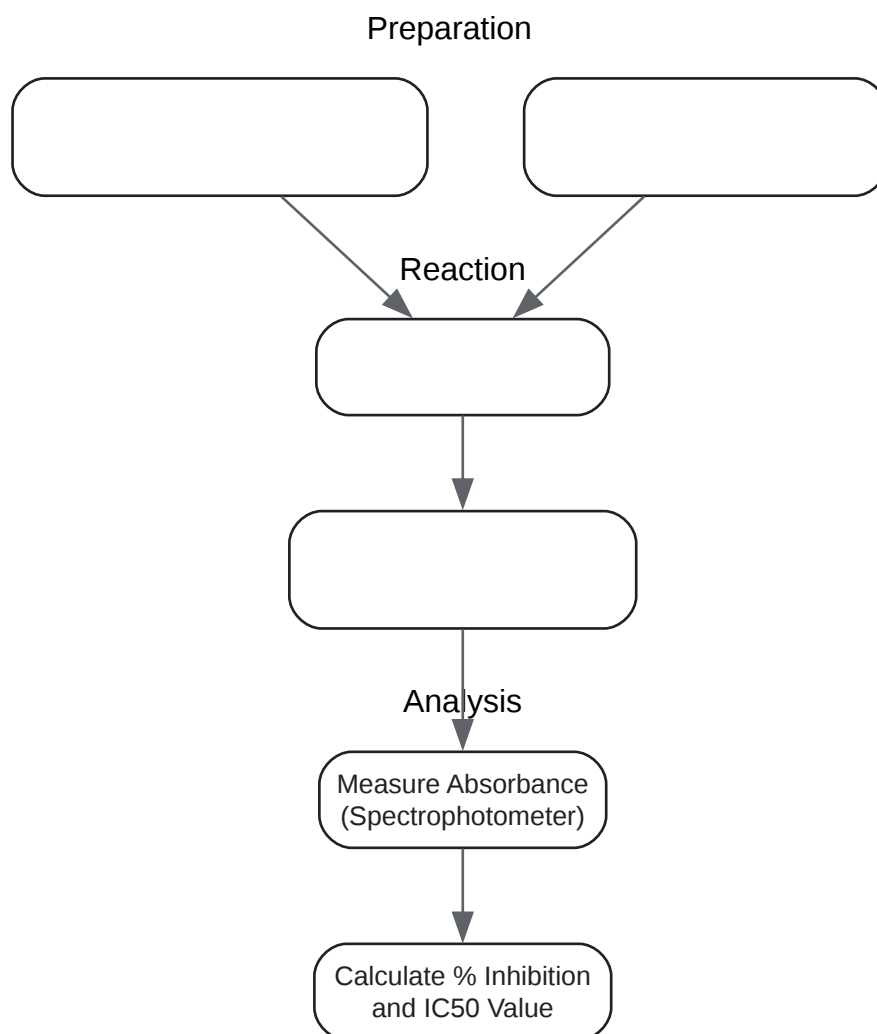 Preparation
Reaction
Analysis
Measure Absorbance
(Spectrophotometer)
Calculate % Inhibition
and IC50 Value